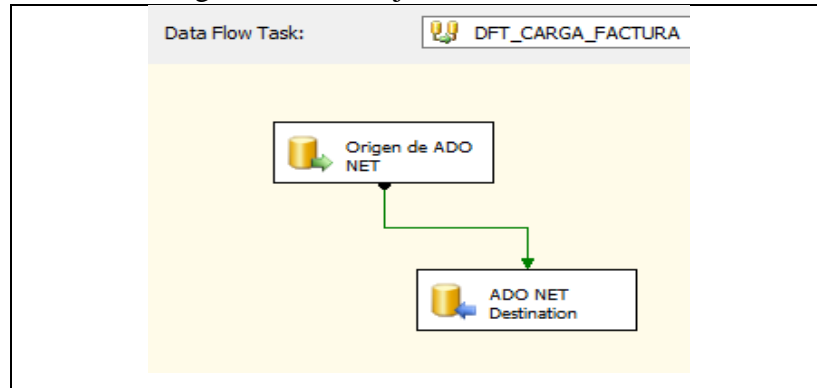 Data Flow Task:
DFT_CARGA_FACTURA
Origen de ADO
NET
ADO NET
Destination